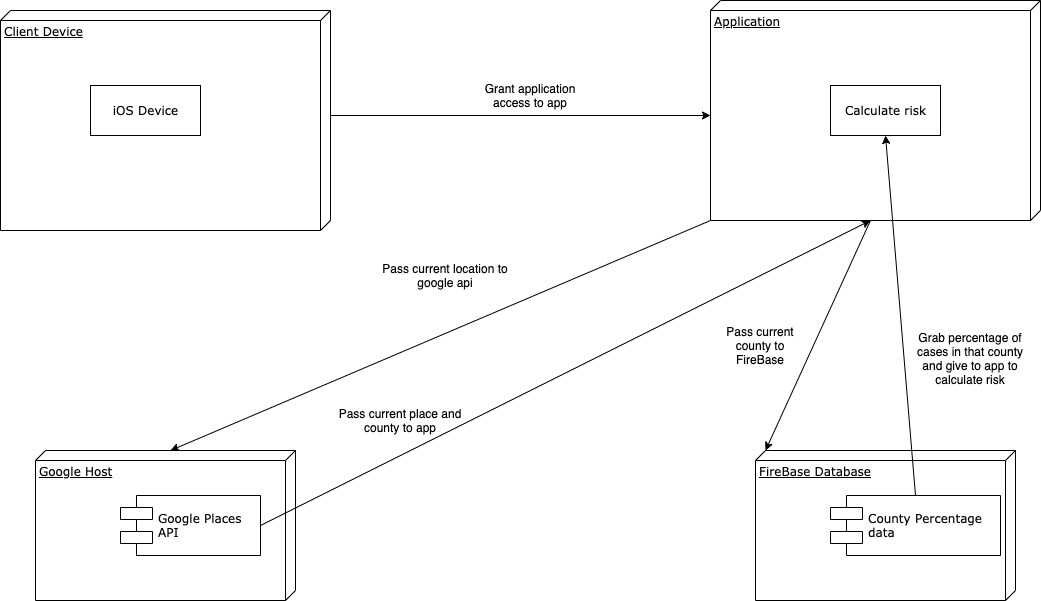 Client Device
Application
iOS Device
Grant application
access to app
Calculate risk
Pass current location to
google api
Pass current
county to
FireBase
Grab percentage of
cases in that county
and give to app to
calculate risk
Pass current place and
county to app
Google Host
Google Places
API
FireBase Database
County Percentage
data